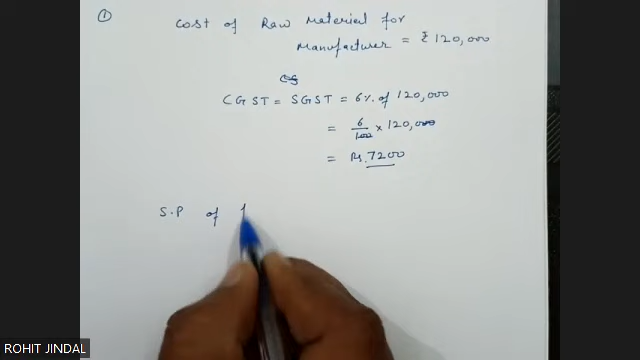 ①
Cost of Raw Material for
Manufacturer = ₹ 120,000
CGST = SGST = 6% of 120,000
= 6/100 x 120,000
= Rs. 7200
S.P of
ROHIT JINDAL